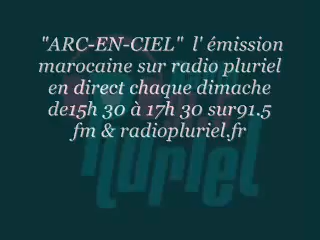 "ARC-EN-CIEL" l' émission
marocaine sur radio pluriel
en direct chaque dimache
de15h 30 à 17h 30 sur91.5
fm & radiopluriel.fr
pluriel